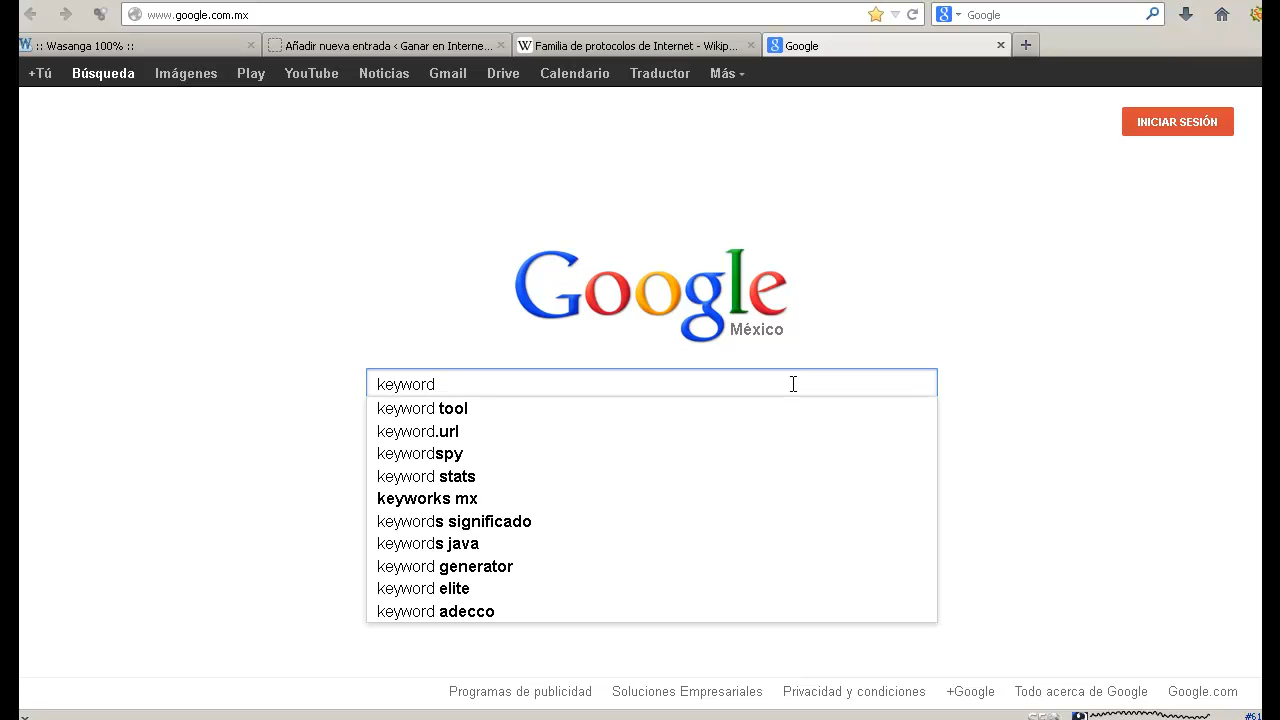 www.google.com.mx
Google
:: Wasanga 100% ::
Añadir nueva entrada ‹ Ganar en Interne...
Familia de protocolos de Internet - Wikip...
Google
+Tú Búsqueda Imágenes Play YouTube Noticias Gmail Drive Calendario Traductor Más
INICIAR SESIÓN
Google
México
keyword
keyword tool
keyword.url
keywordspy
keyword stats
keyworks mx
keywords significado
keywords java
keyword generator
keyword elite
keyword adecco
Programas de publicidad Soluciones Empresariales Privacidad y condiciones +Google Todo acerca de Google Google.com